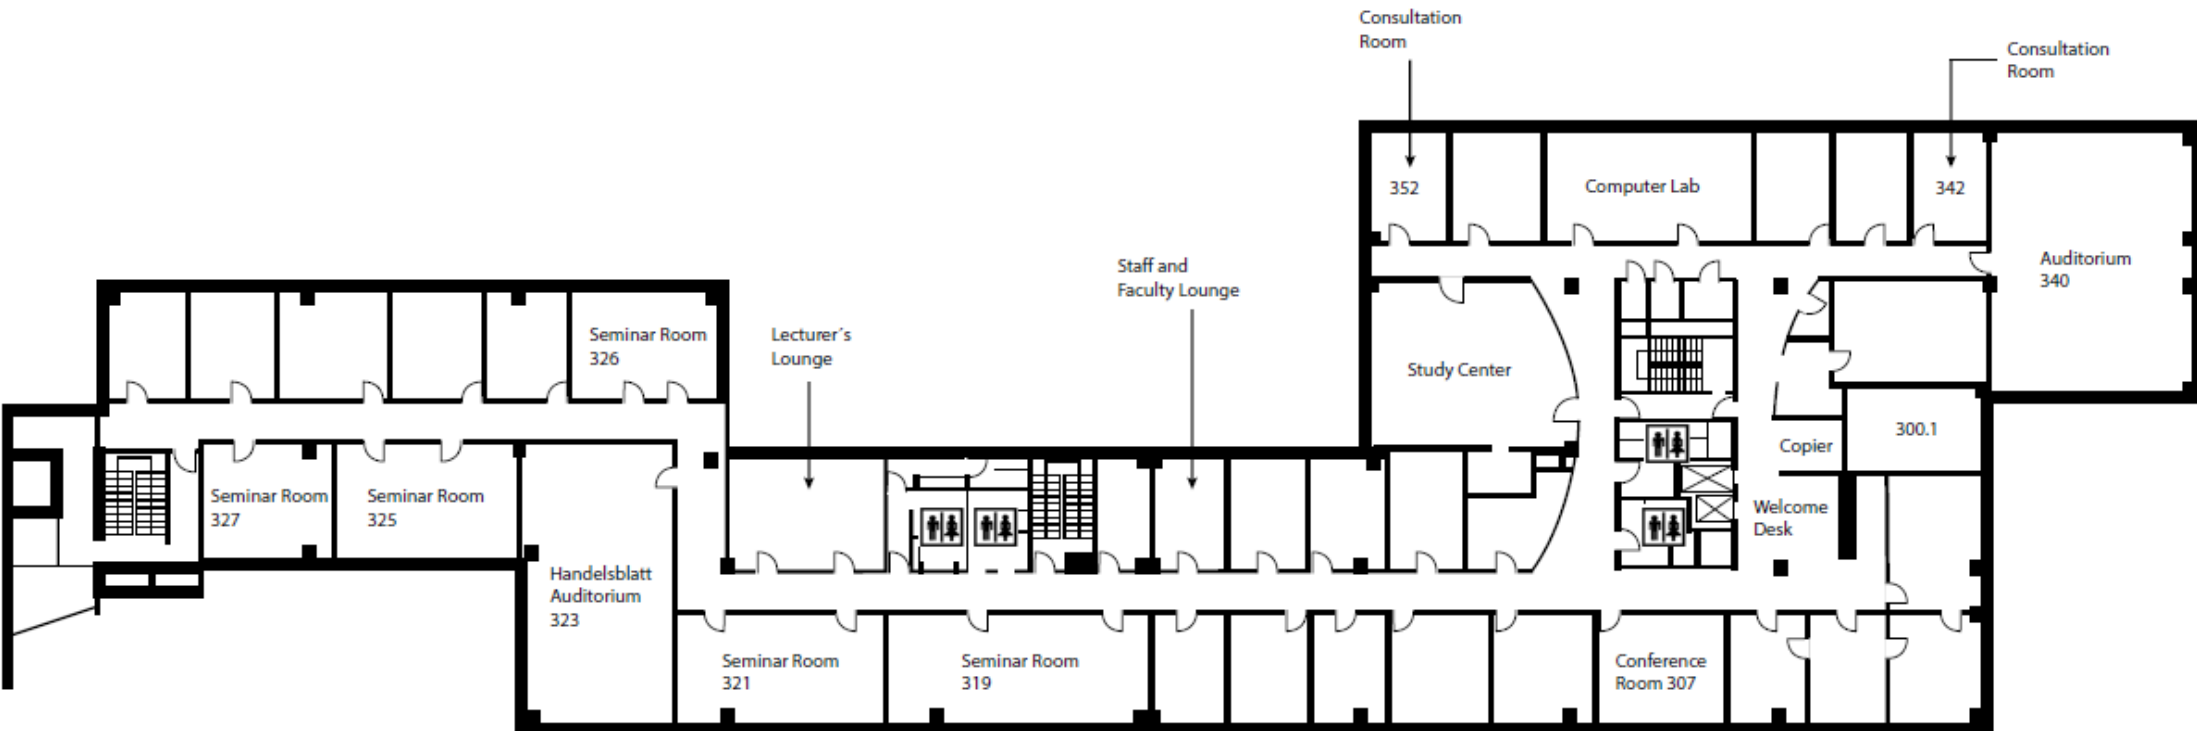 Consultation
Room
Consultation
Room
352
Computer Lab
342
Auditorium
340
Staff and
Faculty Lounge
Seminar Room
326
Lecturer´s
Lounge
Study Center
300.1
Copier
Seminar Room
327
Seminar Room
325
Welcome
Desk
Handelsblatt
Auditorium
323
Seminar Room
321
Seminar Room
319
Conference
Room 307